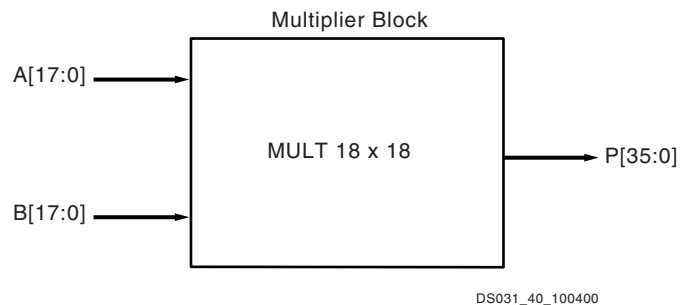 Multiplier Block
A[17:0]
MULT 18 x 18
P[35:0]
B[17:0]
DS031_40_100400